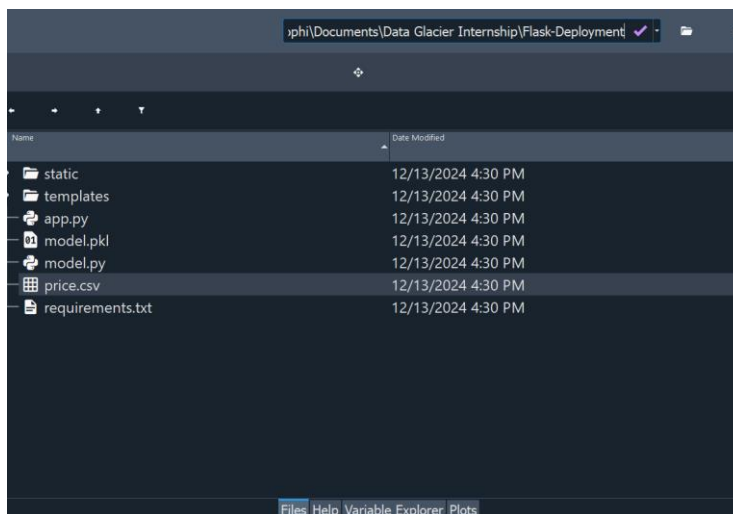 ophi\Documents\Data Glacier Internship\Flask-Deployment
Name Date Modified
static 12/13/2024 4:30 PM
templates 12/13/2024 4:30 PM
app.py 12/13/2024 4:30 PM
01 model.pkl 12/13/2024 4:30 PM
model.py 12/13/2024 4:30 PM
price.csv 12/13/2024 4:30 PM
requirements.txt 12/13/2024 4:30 PM
Files Help Variable Explorer Plots